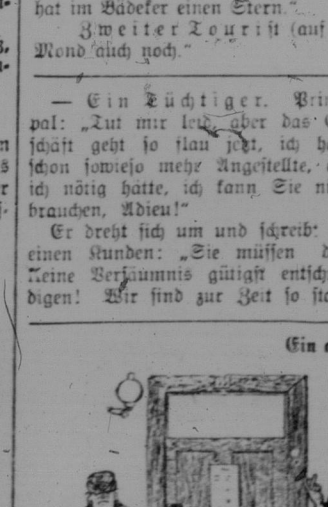 hat im Bädeker einen Stern."
Zweiter Tourist (auf
Mond auch noch."
— Ein Tüchtiger. Prin
pal: „Tut mir leid, aber das G
schäft geht so flau jetzt, ich h
schon sowieso mehr Angestellte,
ich nötig hätte, ich kann Sie n
brauchen, Adieu!"
Er dreht sich um und schreibt
einen Kunden: „Sie müssen d
kleine Versäumnis gütigst entsch
digen! Wir sind zur Zeit so sta
Ein